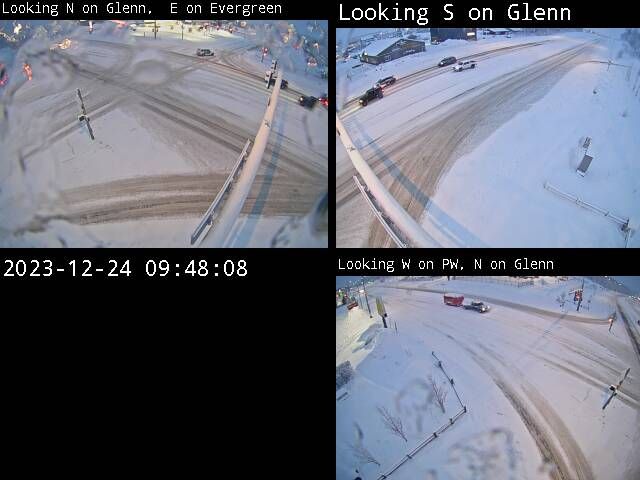 Looking N on Glenn,  E on Evergreen
Looking S on Glenn
2023-12-24 09:48:08
Looking W on PW, N on Glenn